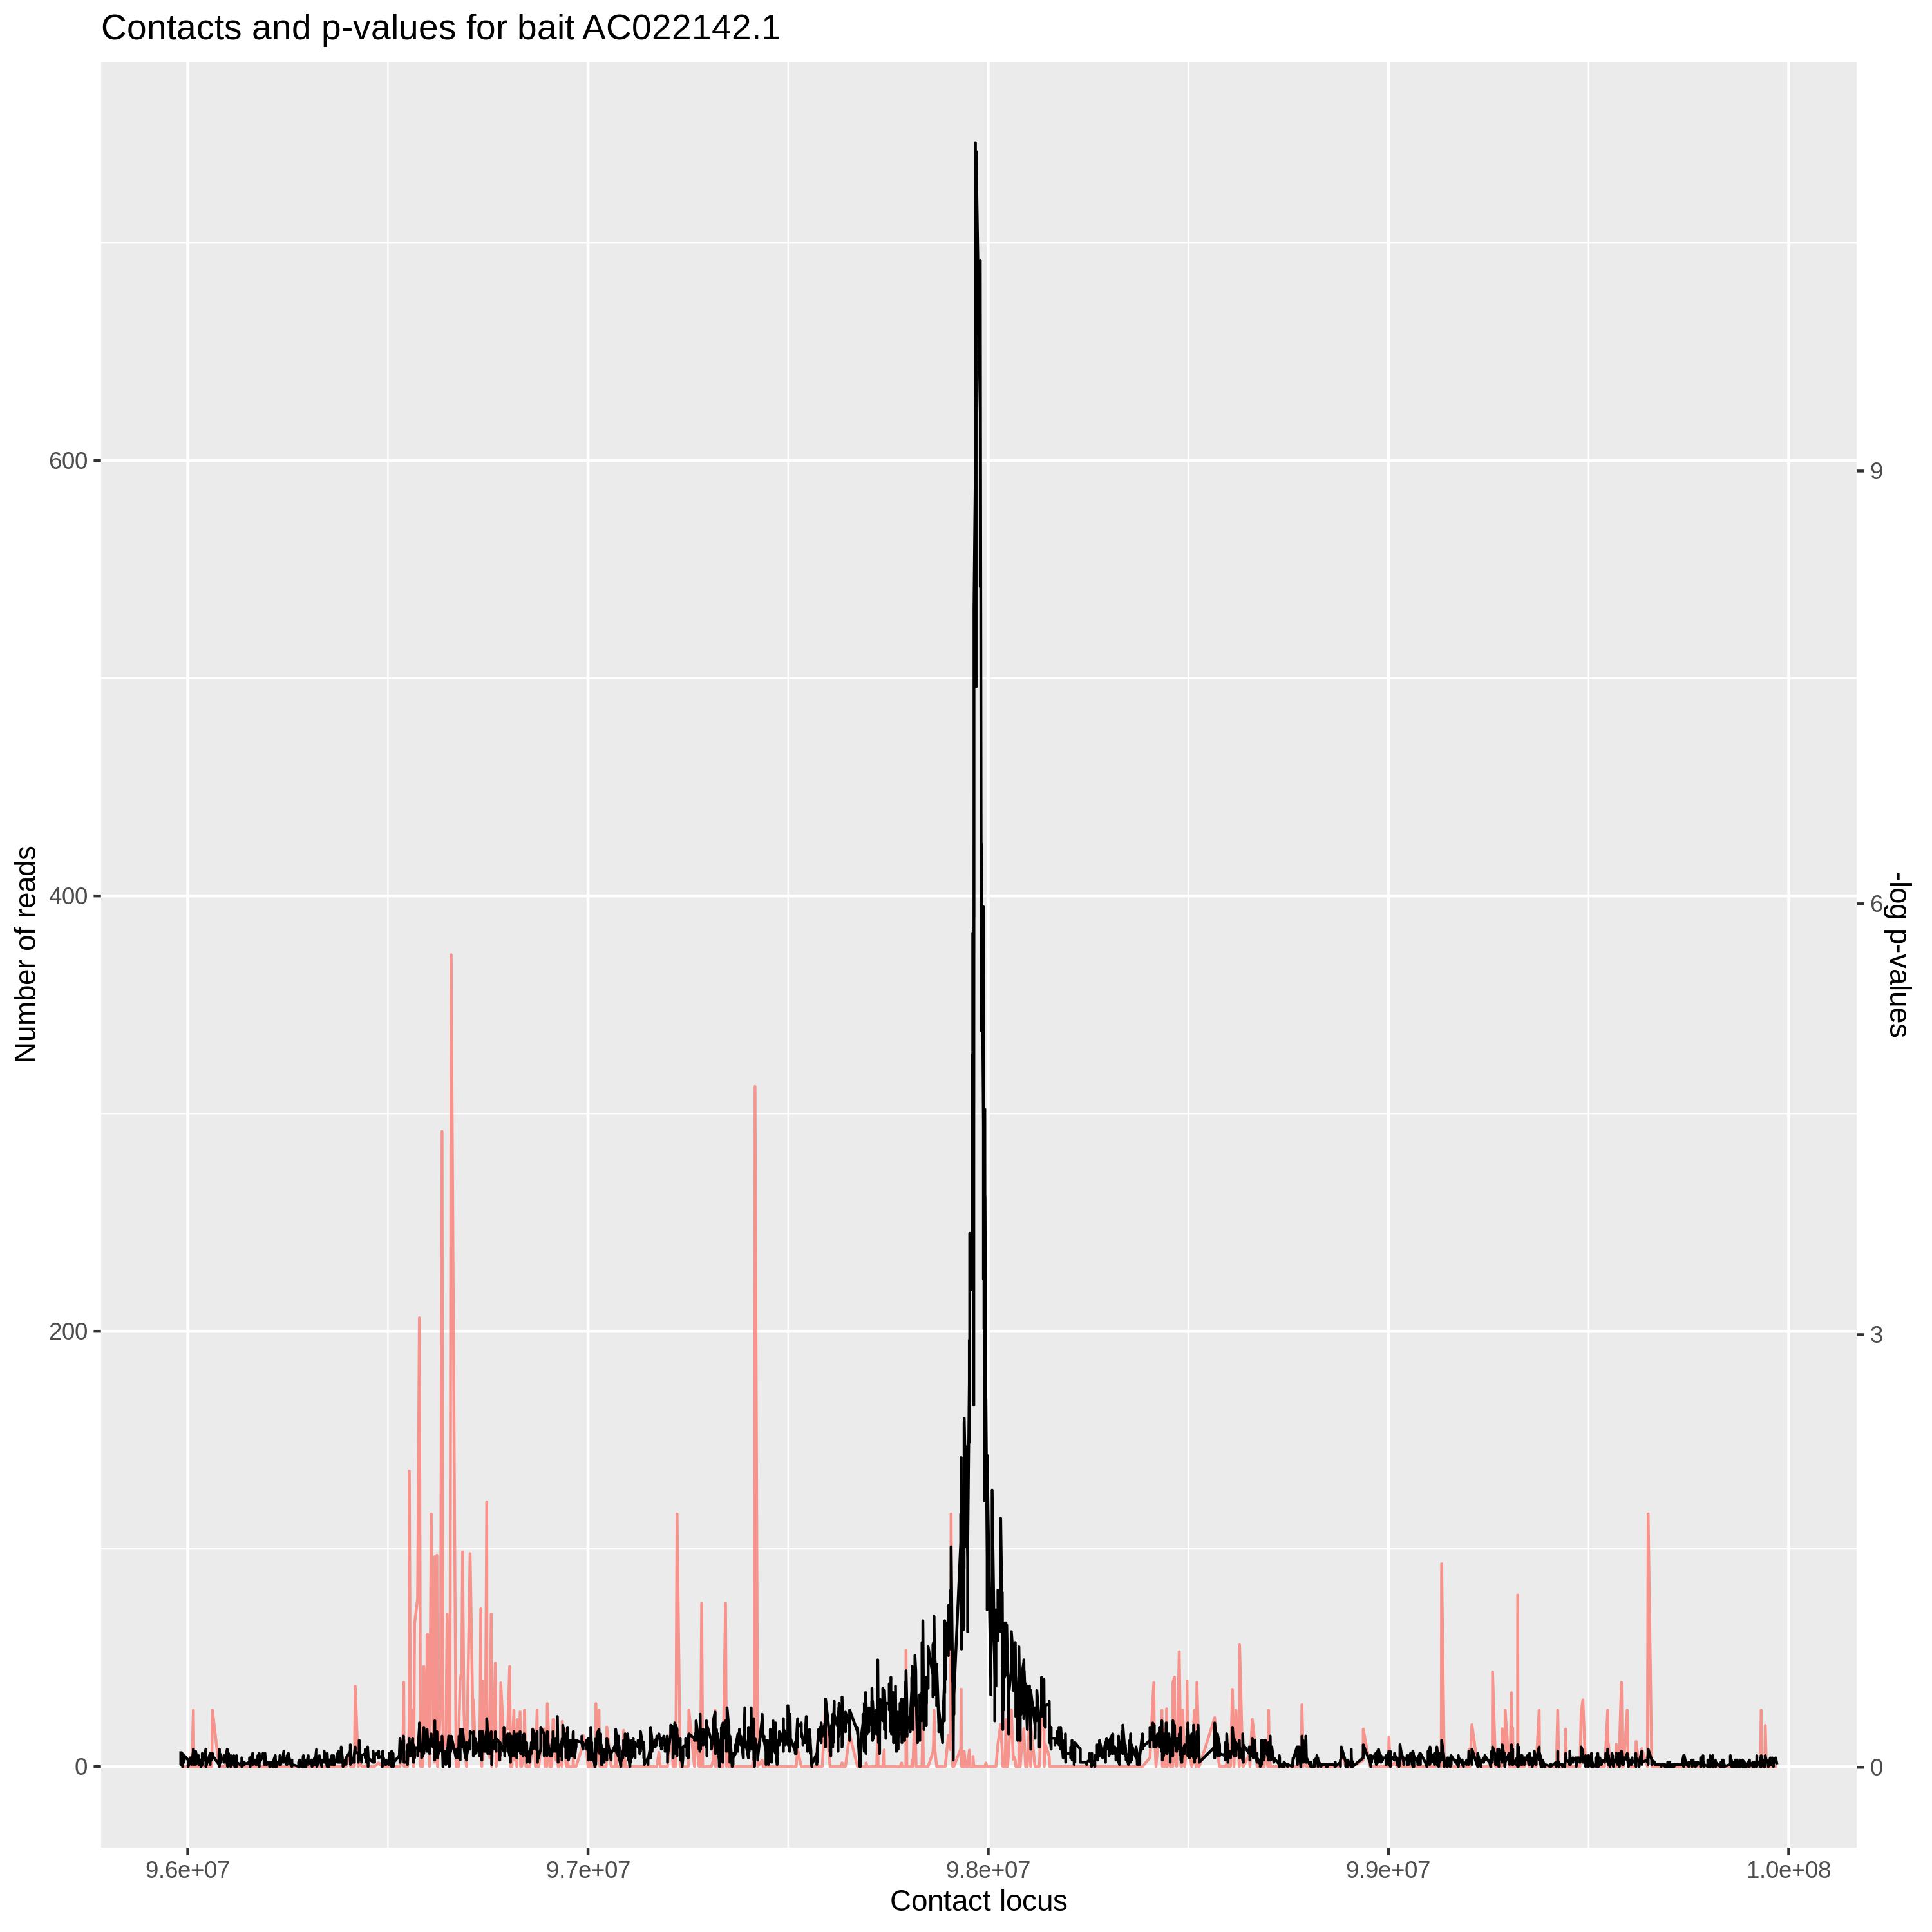 Contacts and p-values for bait AC022142.1
Number of reads
600
400
200
0
9
6
3
0
-log p-values
9.6e+07 9.7e+07 9.8e+07 9.9e+07 1.0e+08
Contact locus